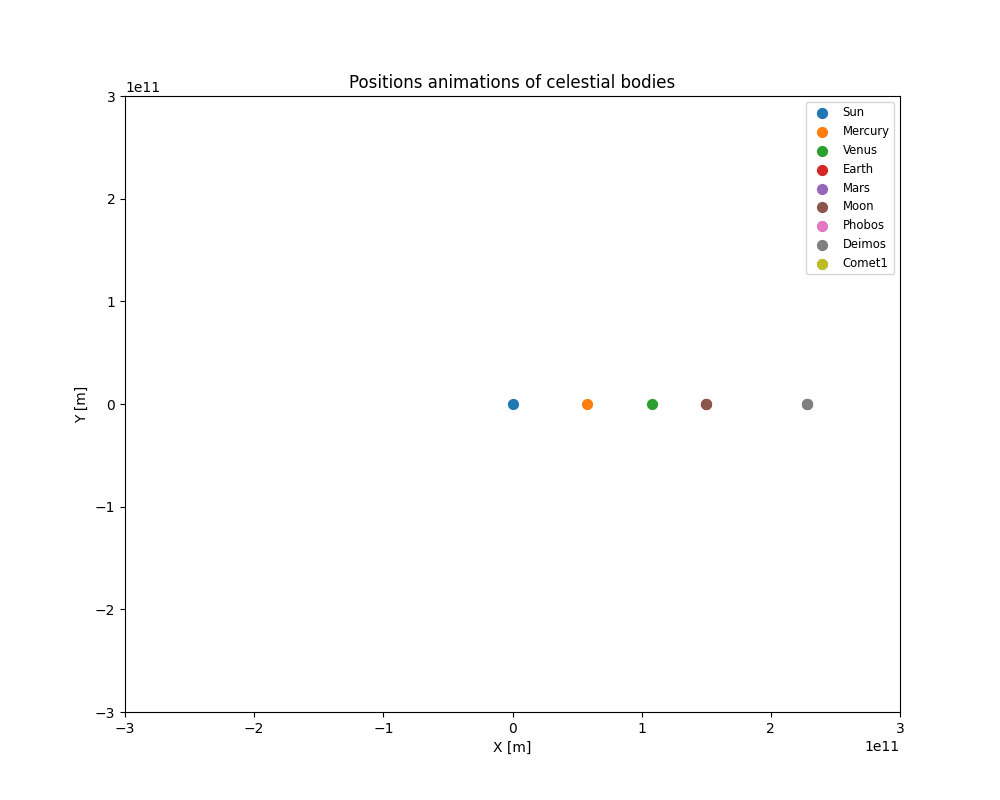 Positions animations of celestial bodies
1e11
3
2
1
0
−1
−2
−3
Y [m]
Sun
Mercury
Venus
Earth
Mars
Moon
Phobos
Deimos
Comet1
−3 −2 −1 0 1 2 3
X [m]
1e11